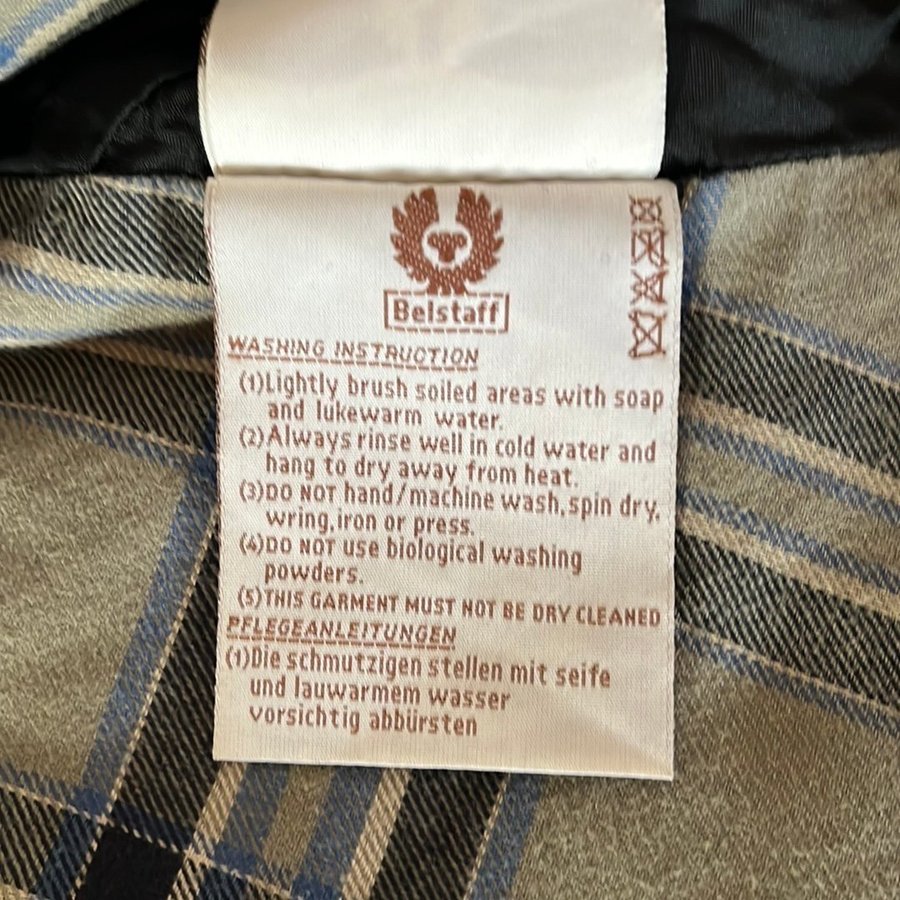 Belstaff
WASHING INSTRUCTION
(1)Lightly brush soiled areas with soap
and lukewarm water.
(2)Always rinse well in cold water and
hang to dry away from heat.
(3)DO NOT hand/machine wash,spin dry,
wring,iron or press.
(4)DO NOT use biological washing
powders.
(5)THIS GARMENT MUST NOT BE DRY CLEANED
PFLEGEANLEITUNGEN
(1)Die schmutzigen stellen mit seife
und lauwarmem wasser
vorsichtig abbürsten